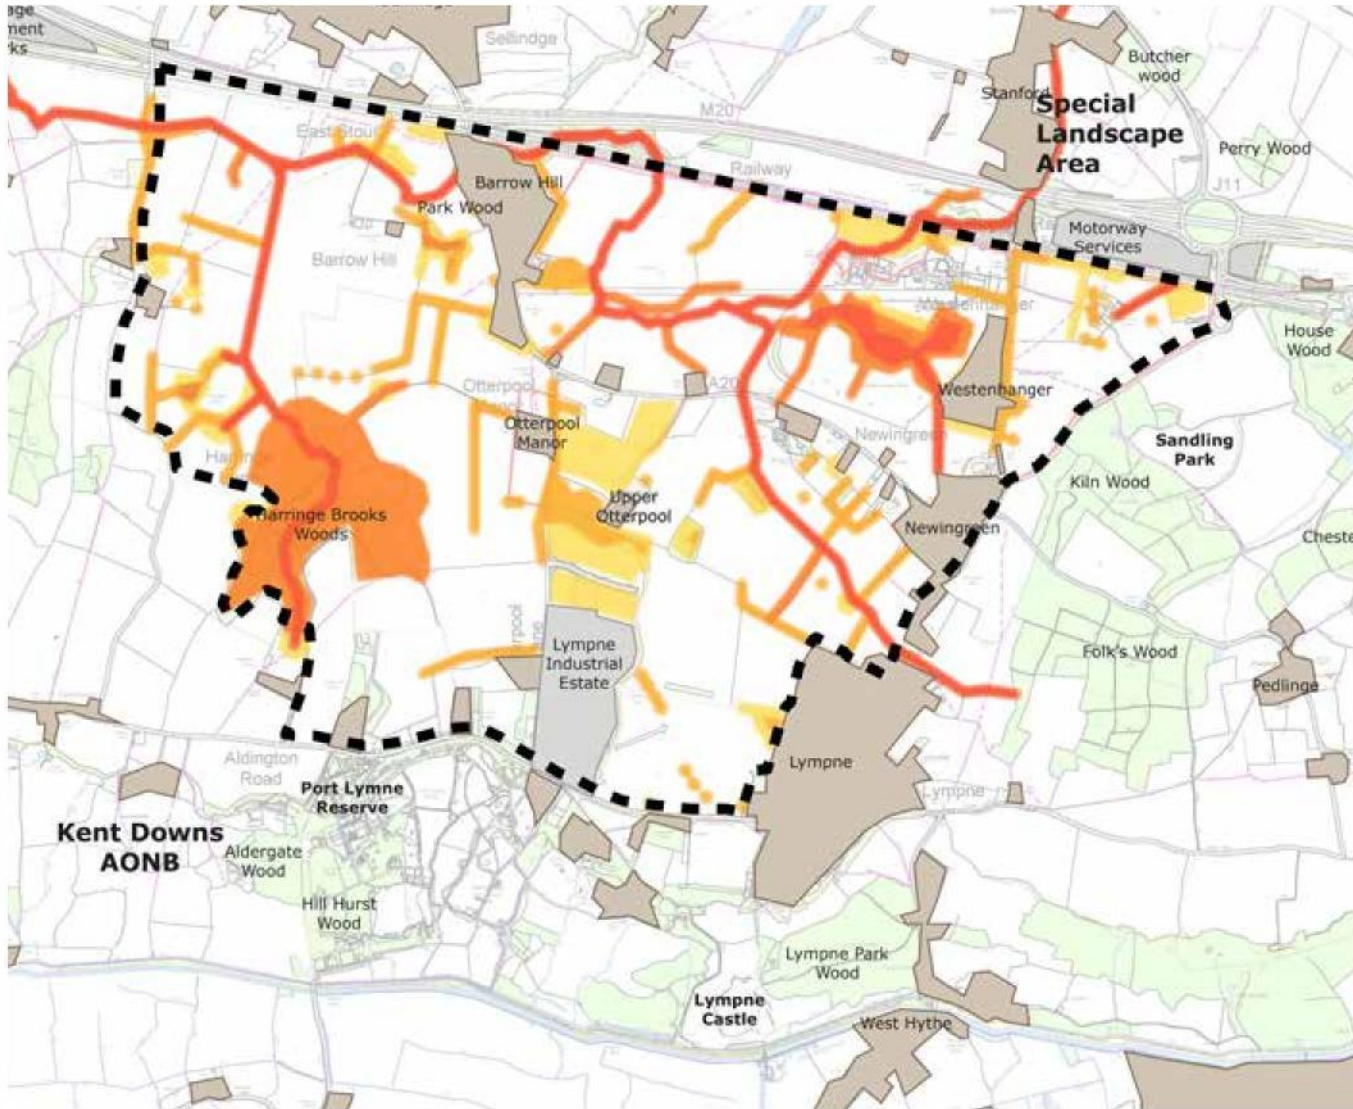 Sellindge
Butcher
wood
Stanford
Special
Landscape
Area
M20
Perry Wood
East Stour
Railway
J11
Barrow Hill
Park Wood
Motorway
Services
Barrow Hill
Westenhanger
House
Wood
Otterpool
A20
Westenhanger
Otterpool
Manor
Newingreen
Sandling
Park
Kiln Wood
Harringe Brooks
Woods
Upper
Otterpool
Newingreen
Lympne
Industrial
Estate
Folk's Wood
Pedlinge
Aldington
Road
Lympne
Port Lymne
Reserve
Lympne
Kent Downs
AONB
Aldergate
Wood
Hill Hurst
Wood
Lympne Park
Wood
Lympne
Castle
West Hythe